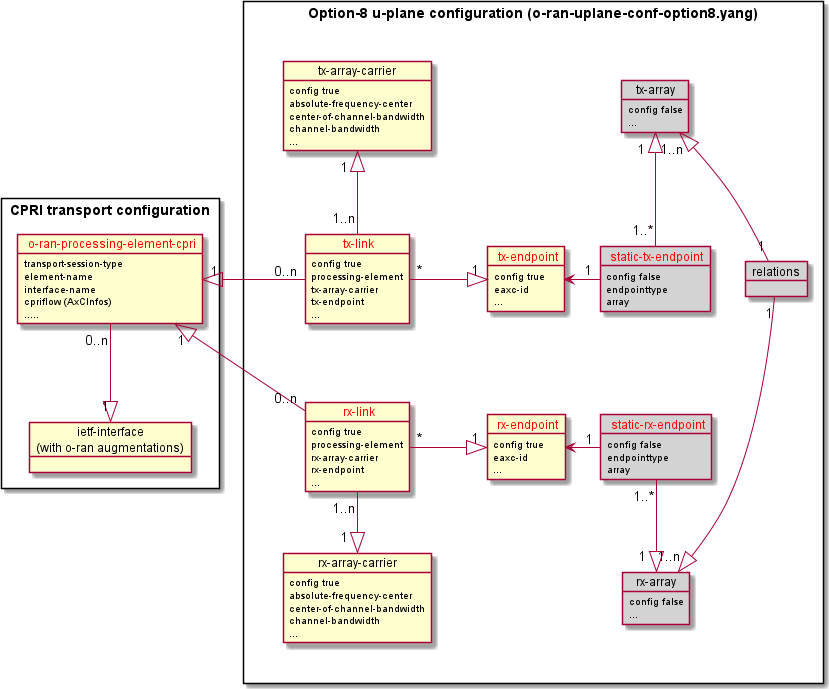 Option-8 u-plane configuration (o-ran-uplane-conf-option8.yang)
tx-array-carrier
config true
absolute-frequency-center
center-of-channel-bandwidth
channel-bandwidth
...
tx-array
config false
...
1
1..n
1
1..n
1..*
1
CPRI transport configuration
o-ran-processing-element-cpri
transport-session-type
element-name
interface-name
cpriflow (AxCInfos)
.....
1
0..n
tx-link
config true
processing-element
tx-array-carrier
tx-endpoint
...
*
1
tx-endpoint
config true
eaxc-id
...
1
static-tx-endpoint
config false
endpointtype
array
relations
1
0..n
1
0..n
1
ietf-interface
(with o-ran augmentations)
rx-link
config true
processing-element
rx-array-carrier
rx-endpoint
...
*
1
rx-endpoint
config true
eaxc-id
...
1
static-rx-endpoint
config false
endpointtype
array
1..n
1
1..*
1
1..n
rx-array-carrier
config true
absolute-frequency-center
center-of-channel-bandwidth
channel-bandwidth
...
rx-array
config false
...